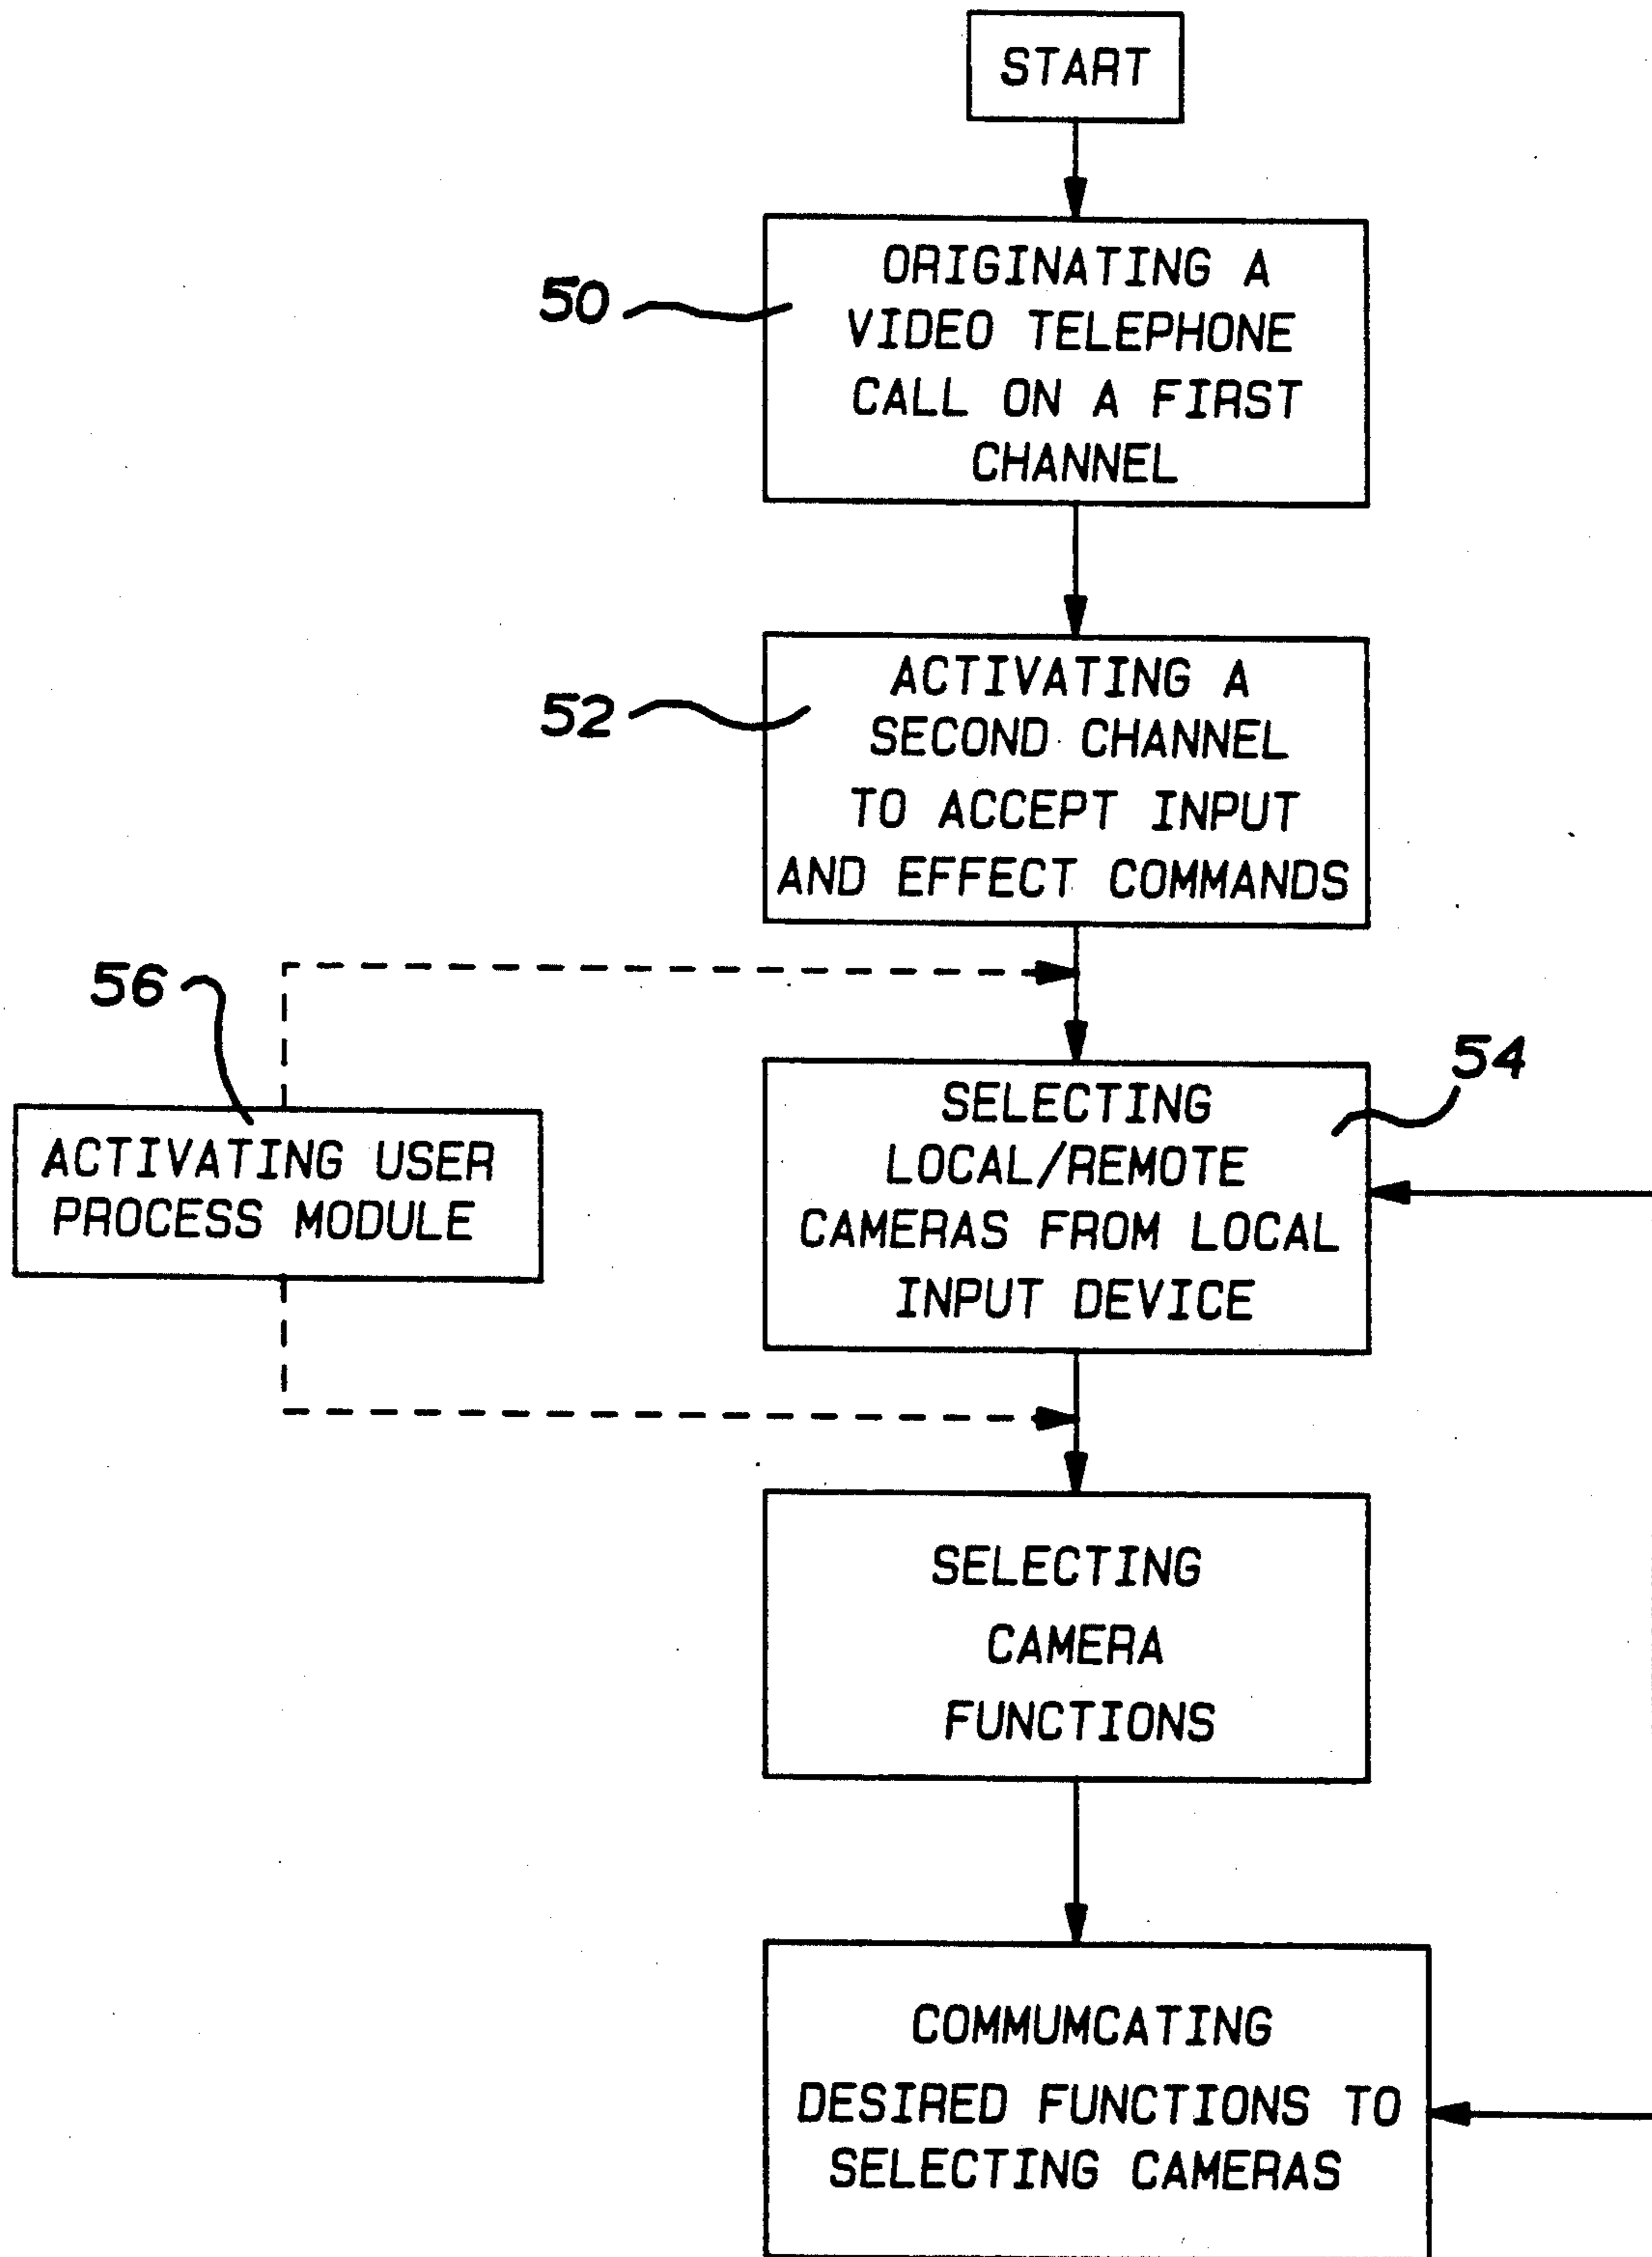 START
50
ORIGINATING A
VIDEO TELEPHONE
CALL ON A FIRST
CHANNEL
52
ACTIVATING A
SECOND CHANNEL
TO ACCEPT INPUT
AND EFFECT COMMANDS
56
ACTIVATING USER
PROCESS MODULE
54
SELECTING
LOCAL/REMOTE
CAMERAS FROM LOCAL
INPUT DEVICE
SELECTING
CAMERA
FUNCTIONS
COMMUMCATING
DESIRED FUNCTIONS TO
SELECTING CAMERAS